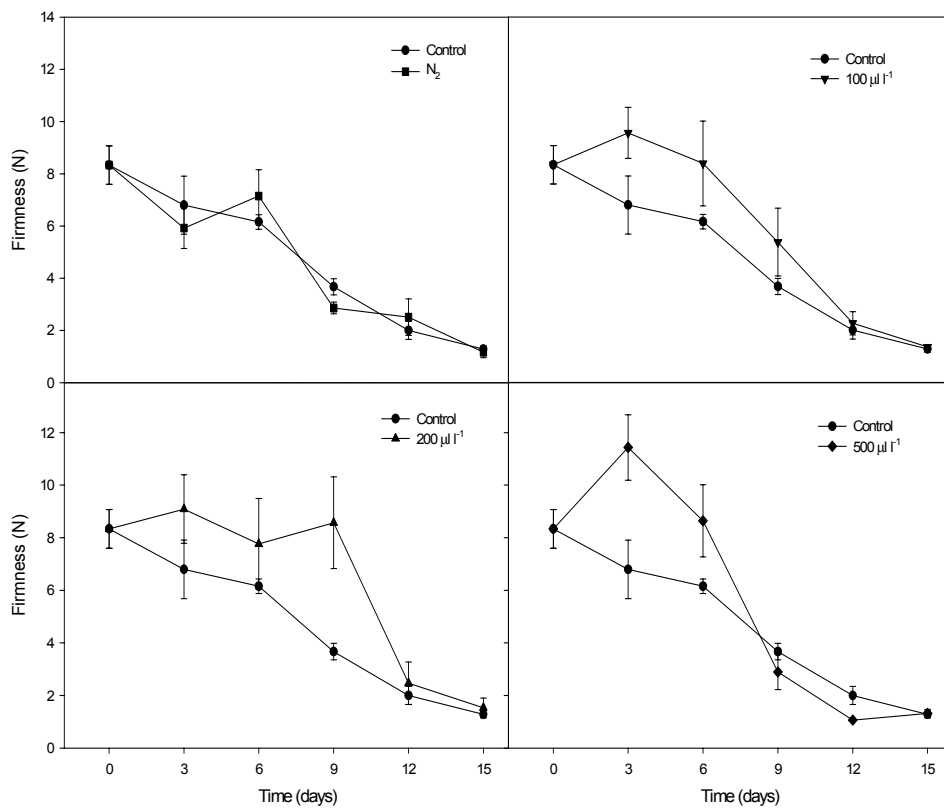 14
12
10
8
6
4
2
0
Firmness (N)
Control
N₂
Control
100 µl l⁻¹
12
10
8
6
4
2
0
Firmness (N)
Control
200 µl l⁻¹
Control
500 µl l⁻¹
0 3 6 9 12 15
0 3 6 9 12 15
Time (days)
Time (days)